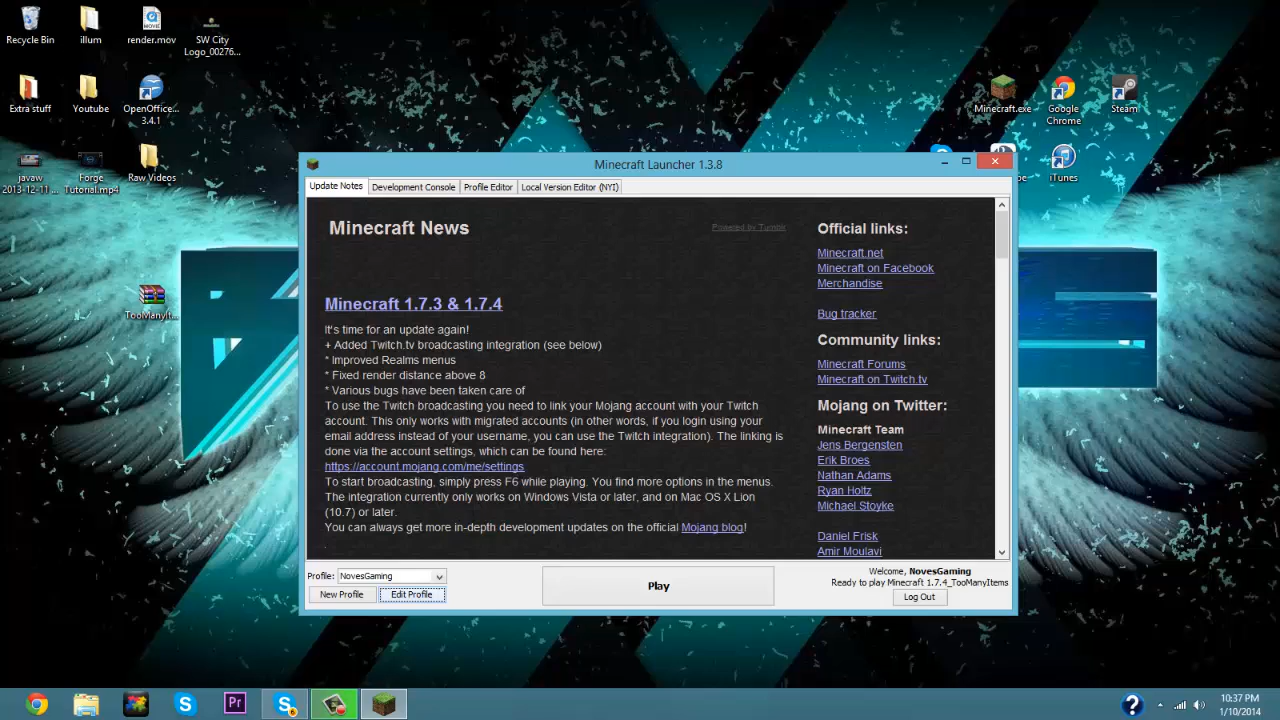 Recycle Bin
illum
render.mov
SW City
Logo_00276...
Extra stuff
Youtube
OpenOffice...
3.4.1
Minecraft.exe
Google
Chrome
Steam
javaw
2013-12-11 ...
Forge
Tutorial.mp4
Raw Videos
iTunes
TooManyIt...
Minecraft Launcher 1.3.8
Update Notes
Development Console
Profile Editor
Local Version Editor (NYI)
Minecraft News
Powered by Tumblr
Minecraft 1.7.3 & 1.7.4
It's time for an update again!
+ Added Twitch.tv broadcasting integration (see below)
* Improved Realms menus
* Fixed render distance above 8
* Various bugs have been taken care of
To use the Twitch broadcasting you need to link your Mojang account with your Twitch
account. This only works with migrated accounts (in other words, if you login using your
email address instead of your username, you can use the Twitch integration). The linking is
done via the account settings, which can be found here:
https://account.mojang.com/me/settings
To start broadcasting, simply press F6 while playing. You find more options in the menus.
The integration currently only works on Windows Vista or later, and on Mac OS X Lion
(10.7) or later.
You can always get more in-depth development updates on the official Mojang blog!
Official links:
Minecraft.net
Minecraft on Facebook
Merchandise
Bug tracker
Community links:
Minecraft Forums
Minecraft on Twitch.tv
Mojang on Twitter:
Minecraft Team
Jens Bergensten
Erik Broes
Nathan Adams
Ryan Holtz
Michael Stoyke
Daniel Frisk
Amir Moulavi
Profile: NovesGaming
New Profile
Edit Profile
Play
Welcome, NovesGaming
Ready to play Minecraft 1.7.4_TooManyItems
Log Out
Pr
6
10:37 PM
1/10/2014